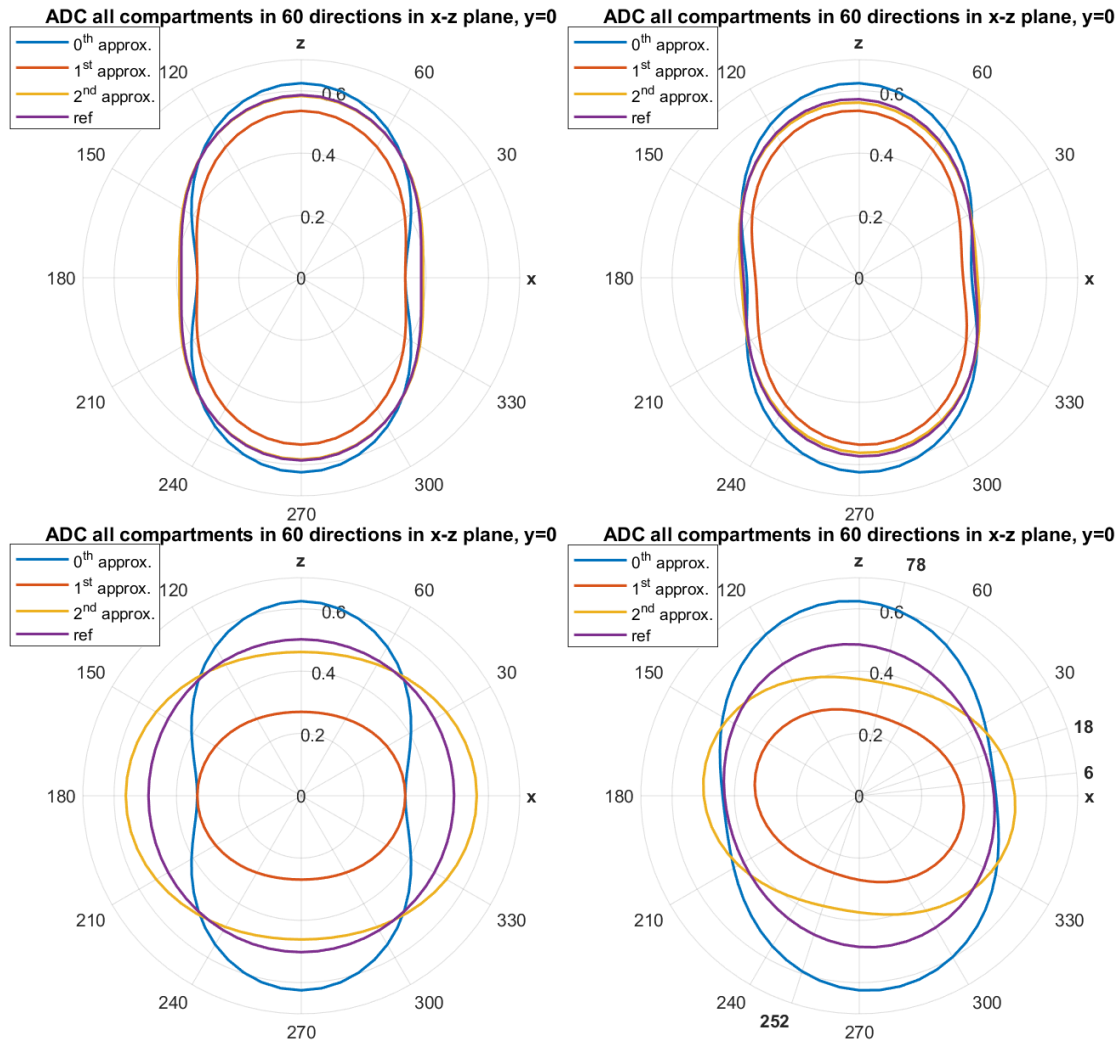 ADC all compartments in 60 directions in x-z plane, y=0
0th approx.
1st approx.
2nd approx.
ref
z
120
60
0.6
150
0.4
30
0.2
180
0
x
210
330
240
300
270
ADC all compartments in 60 directions in x-z plane, y=0
0th approx.
1st approx.
2nd approx.
ref
z
120
60
0.6
150
0.4
30
0.2
180
0
x
210
330
240
300
270
ADC all compartments in 60 directions in x-z plane, y=0
0th approx.
1st approx.
2nd approx.
ref
z
120
60
0.6
150
0.4
30
0.2
180
0
x
210
330
240
300
270
ADC all compartments in 60 directions in x-z plane, y=0
0th approx.
1st approx.
2nd approx.
ref
z
78
120
60
0.6
150
0.4
30
0.2
18
6
180
0
x
210
330
240
300
252
270